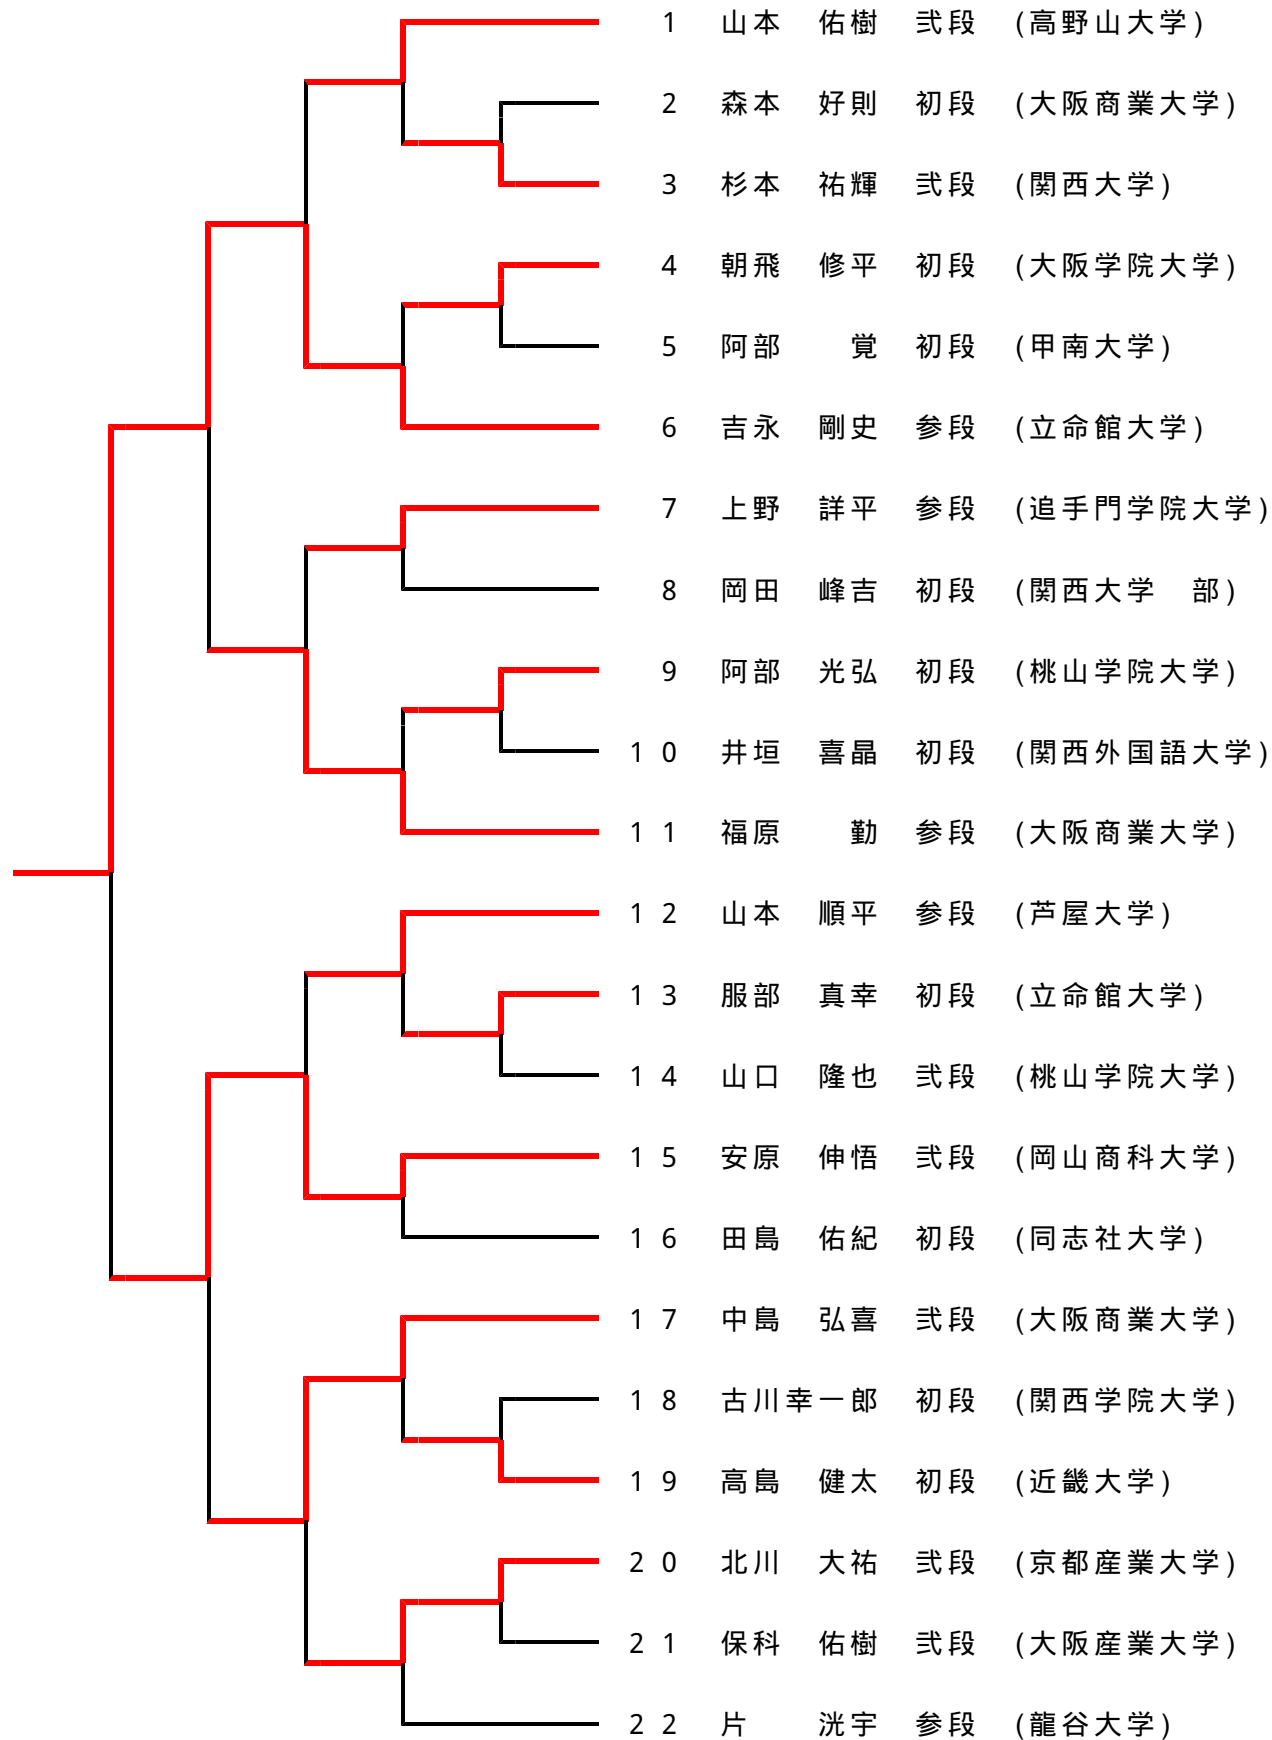 1 山本 佑樹 弐段 (高野山大学)
2 森本 好則 初段 (大阪商業大学)
3 杉本 祐輝 弐段 (関西大学)
4 朝飛 修平 初段 (大阪学院大学)
5 阿部 覚 初段 (甲南大学)
6 吉永 剛史 参段 (立命館大学)
7 上野 詳平 参段 (追手門学院大学)
8 岡田 峰吉 初段 (関西大学 部)
9 阿部 光弘 初段 (桃山学院大学)
10 井垣 喜晶 初段 (関西外国語大学)
11 福原 勤 参段 (大阪商業大学)
12 山本 順平 参段 (芦屋大学)
13 服部 真幸 初段 (立命館大学)
14 山口 隆也 弐段 (桃山学院大学)
15 安原 伸悟 弐段 (岡山商科大学)
16 田島 佑紀 初段 (同志社大学)
17 中島 弘喜 弐段 (大阪商業大学)
18 古川幸一郎 初段 (関西学院大学)
19 高島 健太 初段 (近畿大学)
20 北川 大祐 弐段 (京都産業大学)
21 保科 佑樹 弐段 (大阪産業大学)
22 片 洸宇 参段 (龍谷大学)